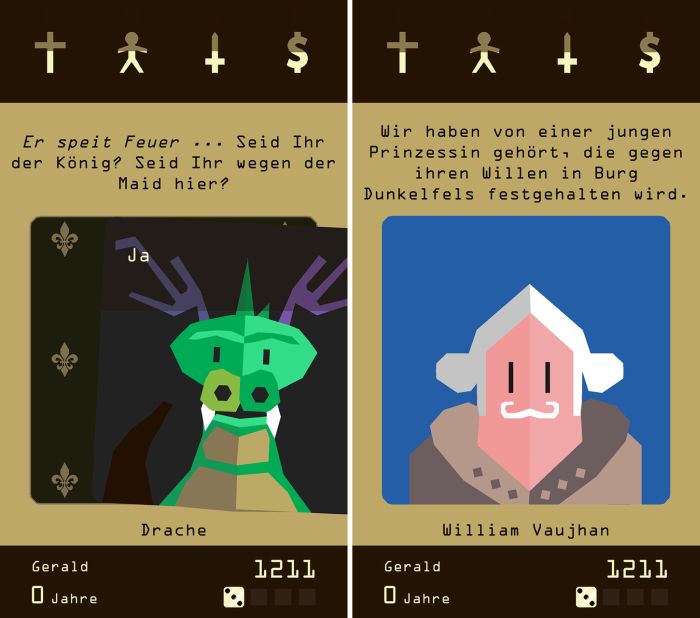 Er speit Feuer ... Seid Ihr
der König? Seid Ihr wegen der
Maid hier?
Ja
Drache
Gerald
1211
0 Jahre
Wir haben von einer jungen
Prinzessin gehört, die gegen
ihren Willen in Burg
Dunkelfels festgehalten wird.
William Vaujhan
Gerald
1211
0 Jahre